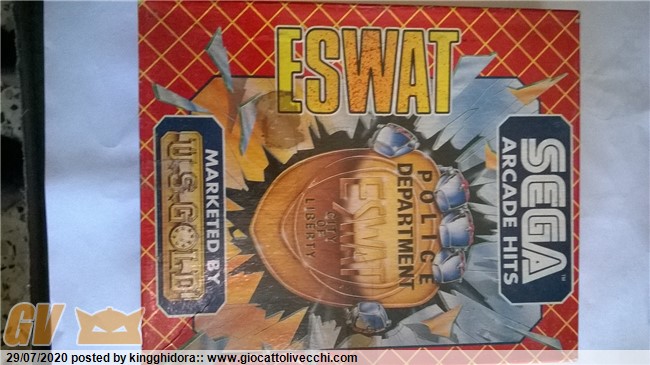 ESWAT
SEGA™
ARCADE HITS
POLICE
DEPARTMENT
ESWAT
CITY
OF
LIBERTY
MARKETED BY
U.S. GOLD
GV
29/07/2020 posted by kingghidora:: www.giocattolivecchi.com